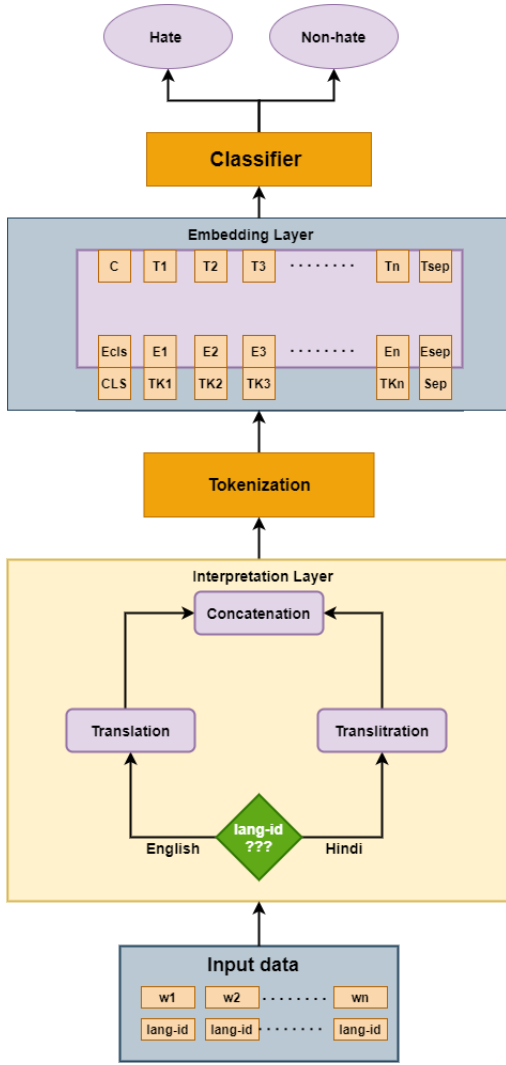 Hate
Non-hate
Classifier
Embedding Layer
C T1 T2 T3 ........ Tn Tsep
Ecls E1 E2 E3 ........ En Esep
CLS TK1 TK2 TK3 TKn Sep
Tokenization
Interpretation Layer
Concatenation
Translation
Translitration
lang-id
???
English
Hindi
Input data
w1 w2 ........ wn
lang-id lang-id ........ lang-id